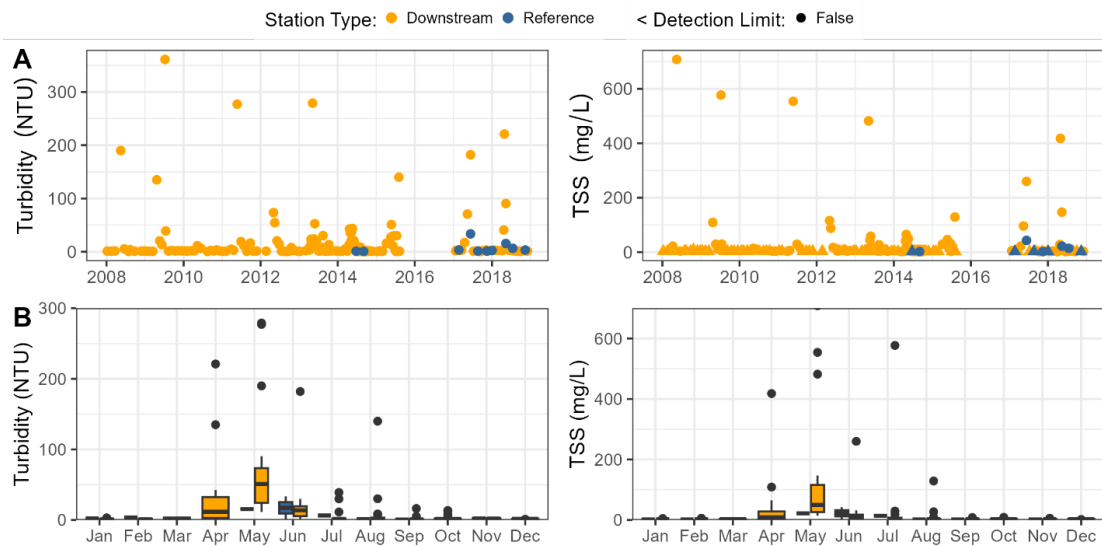 Station Type: Downstream Reference < Detection Limit: False
A
Turbidity (NTU)
300
200
100
0
2008 2010 2012 2014 2016 2018
TSS (mg/L)
600
400
200
0
2008 2010 2012 2014 2016 2018
B
Turbidity (NTU)
300
200
100
0
Jan Feb Mar Apr May Jun Jul Aug Sep Oct Nov Dec
TSS (mg/L)
600
400
200
0
Jan Feb Mar Apr May Jun Jul Aug Sep Oct Nov Dec